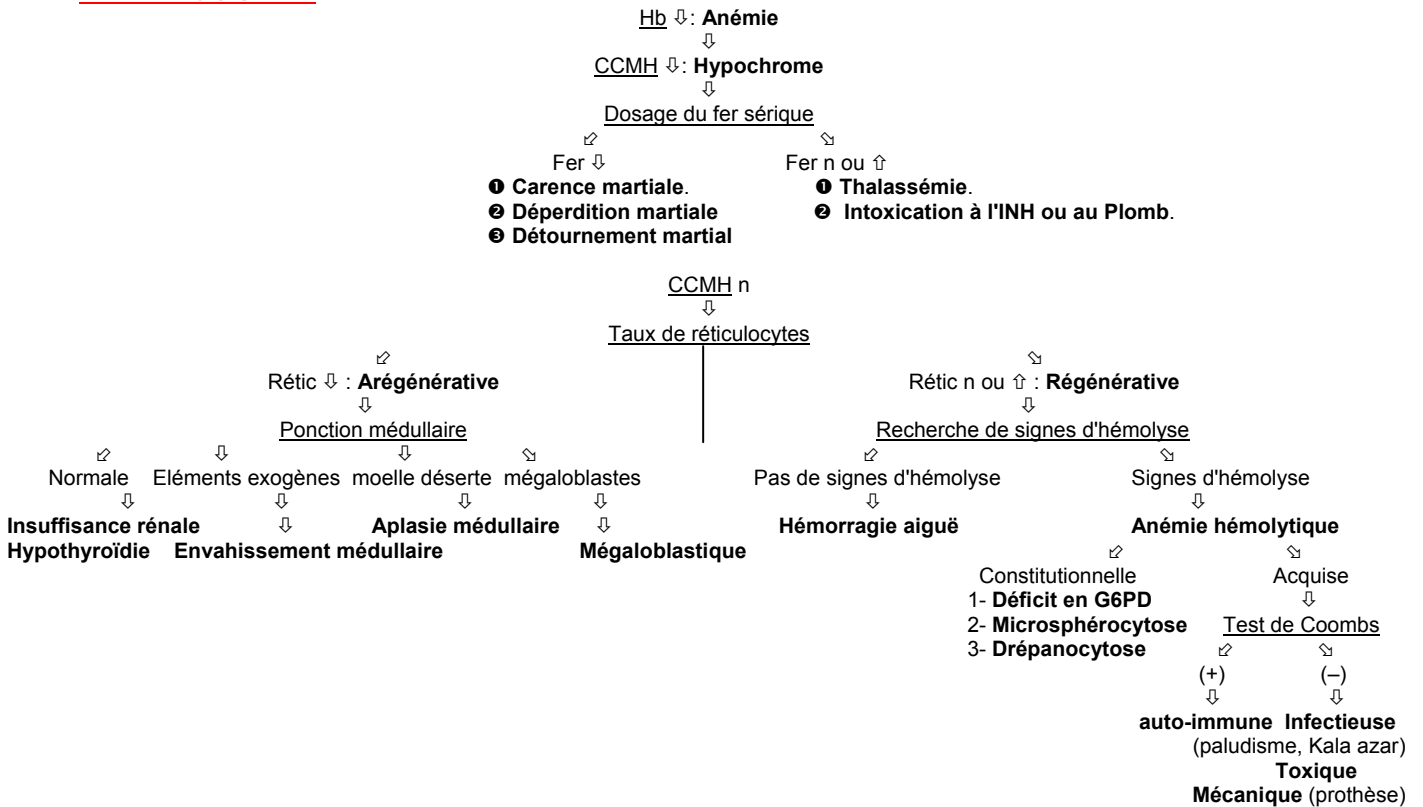 Hb ⇩: Anémie
⇩
CCMH ⇩: Hypochrome
⇩
Dosage du fer sérique
⬃ ⬂
Fer ⇩ Fer n ou ⇧
❶ Carence martiale. ❶ Thalassémie.
❷ Déperdition martiale ❷ Intoxication à l'INH ou au Plomb.
❸ Détournement martial
CCMH n
⇩
Taux de réticulocytes
⬃ ⬂
Rétic ⇩ : Arégénérative Rétic n ou ⇧ : Régénérative
⇩ ⇩
Ponction médullaire Recherche de signes d'hémolyse
⬃ ⇩ ⇩ ⬂ ⬃ ⬂
Normale Eléments exogènes moelle déserte mégaloblastes Pas de signes d'hémolyse Signes d'hémolyse
⇩ ⇩ ⇩ ⇩ ⇩ ⇩
Insuffisance rénale ⇩ Aplasie médullaire ⇩ Hémorragie aiguë Anémie hémolytique
Hypothyroïdie Envahissement médullaire Mégaloblastique ⬃ ⬂
Constitutionnelle Acquise
1- Déficit en G6PD ⇩
2- Microsphérocytose Test de Coombs
3- Drépanocytose ⬃ ⬂
(+) (–)
⇩ ⇩
auto-immune Infectieuse
(paludisme, Kala azar)
Toxique
Mécanique (prothèse)